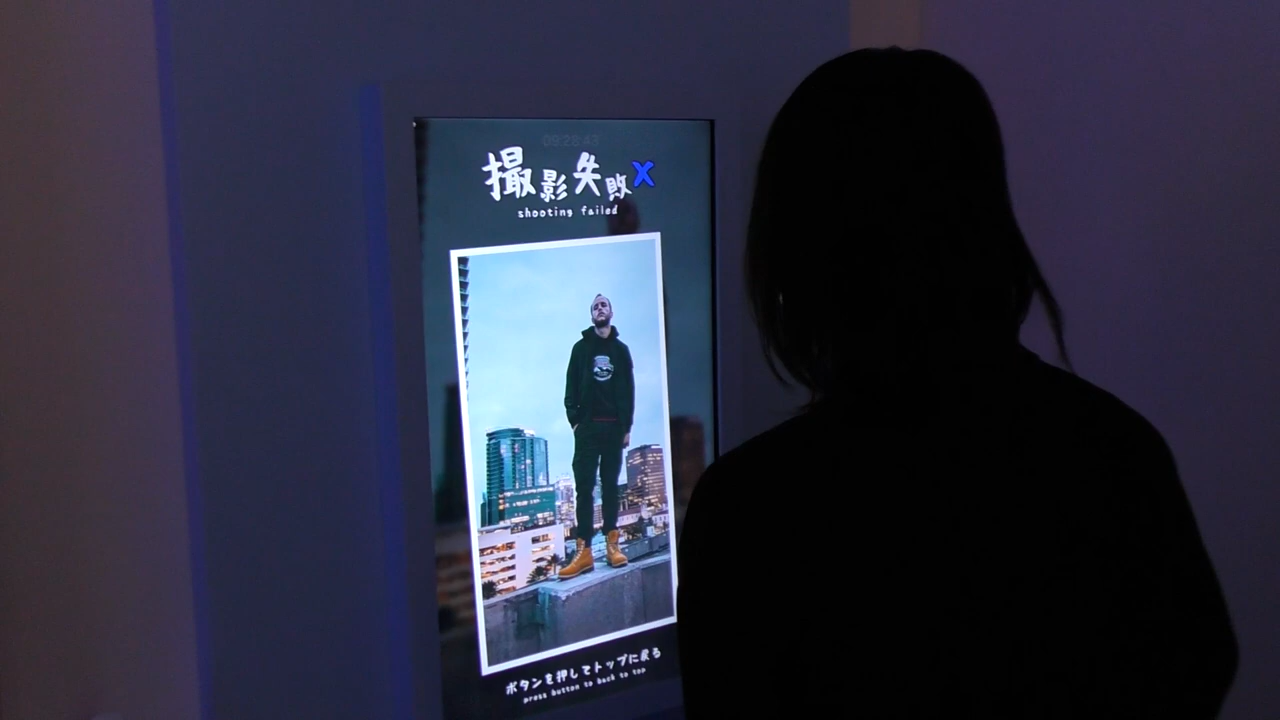 09:28:43
撮影失敗X
shooting failed
ボタンを押してトップに戻る
press button to back to top